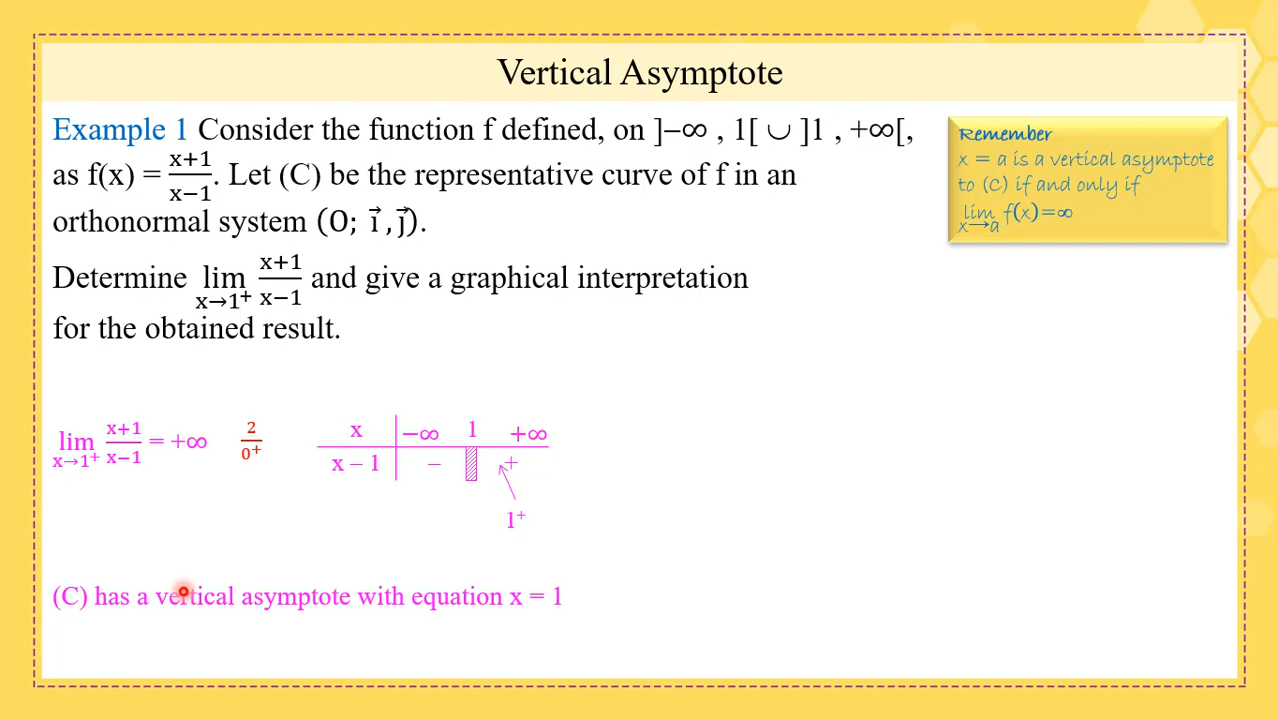 Vertical Asymptote
Example 1 Consider the function f defined, on ]−∞ , 1[ ∪ ]1 , +∞[,
as f(x) = x+1/x−1. Let (C) be the representative curve of f in an
orthonormal system (O; i⃗ , j⃗).
Determine lim x→1⁺ x+1/x−1 and give a graphical interpretation
for the obtained result.
Remember
x = a is a vertical asymptote
to (C) if and only if
lim x→a f(x)=∞
lim x→1⁺ x+1/x−1 = +∞ 2/0⁺
x −∞ 1 +∞
x – 1 – +
1⁺
(C) has a vertical asymptote with equation x = 1